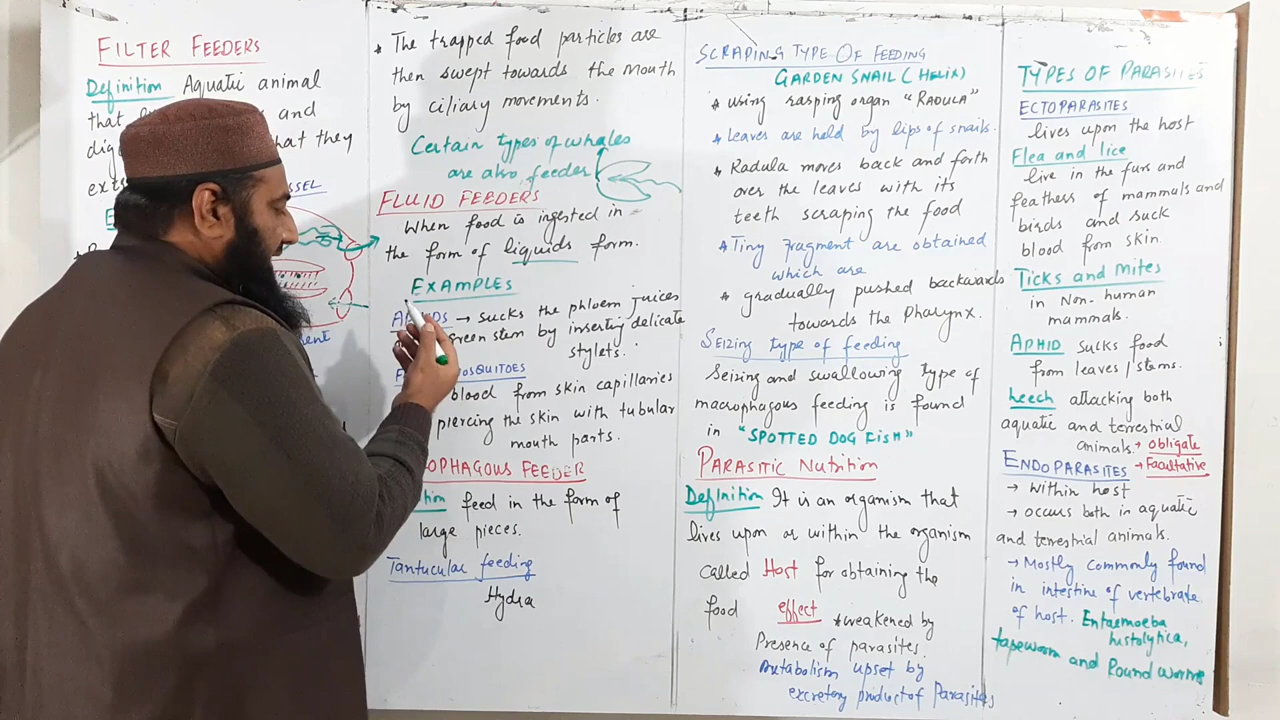 FILTER FEEDERS
Definition Aquatic animal
that and
dig hat they
ext
SSEL
* The trapped food particles are
then swept towards the mouth
by ciliary movements.
Certain types of whales
are also feeder
FLUID FEEDERS
When food is ingested in
the form of liquids form.
EXAMPLES
→ sucks the phloem juices
green stem by inserting delicate
stylets.
OSQUITOES
blood from skin capillaries
piercing the skin with tubular
mouth parts.
OPHAGOUS FEEDER
tion feed in the form of
large pieces.
Tantucular feeding
Hydra
SCRAPING TYPE OF FEEDING
GARDEN SNAIL (HELIX)
* using rasping organ "RADULA"
* Leaves are held by lips of snails.
* Radula moves back and forth
over the leaves with its
teeth scraping the food
* Tiny fragment are obtained
which are
* gradually pushed backwards
towards the Pharynx.
Seizing type of feeding
Seizing and swallowing type of
macrophagous feeding is found
in "SPOTTED DOG FISH"
PARASITIC NUTRITION
Definition It is an organism that
lives upon or within the organism
called Host for obtaining the
food effect *weakened by
Presence of parasites.
Metabolism upset by
excretory product of Parasites
TYPES OF PARASITES
ECTOPARASITES
lives upon the host
Flea and lice
live in the furs and
feathers of mammals and
birds and suck
blood from skin.
Ticks and Mites
in Non-human
mammals.
APHID sucks food
from leaves / stems.
Leech attacking both
aquatic and terrestrial
animals. → obligate
→ Facultative
ENDOPARASITES
→ within host
→ occurs both in aquatic
and terrestrial animals.
→ Mostly commonly found
in intestine of vertebrate
of host. Entaemoeba
histolytica,
tapeworm and Round worms